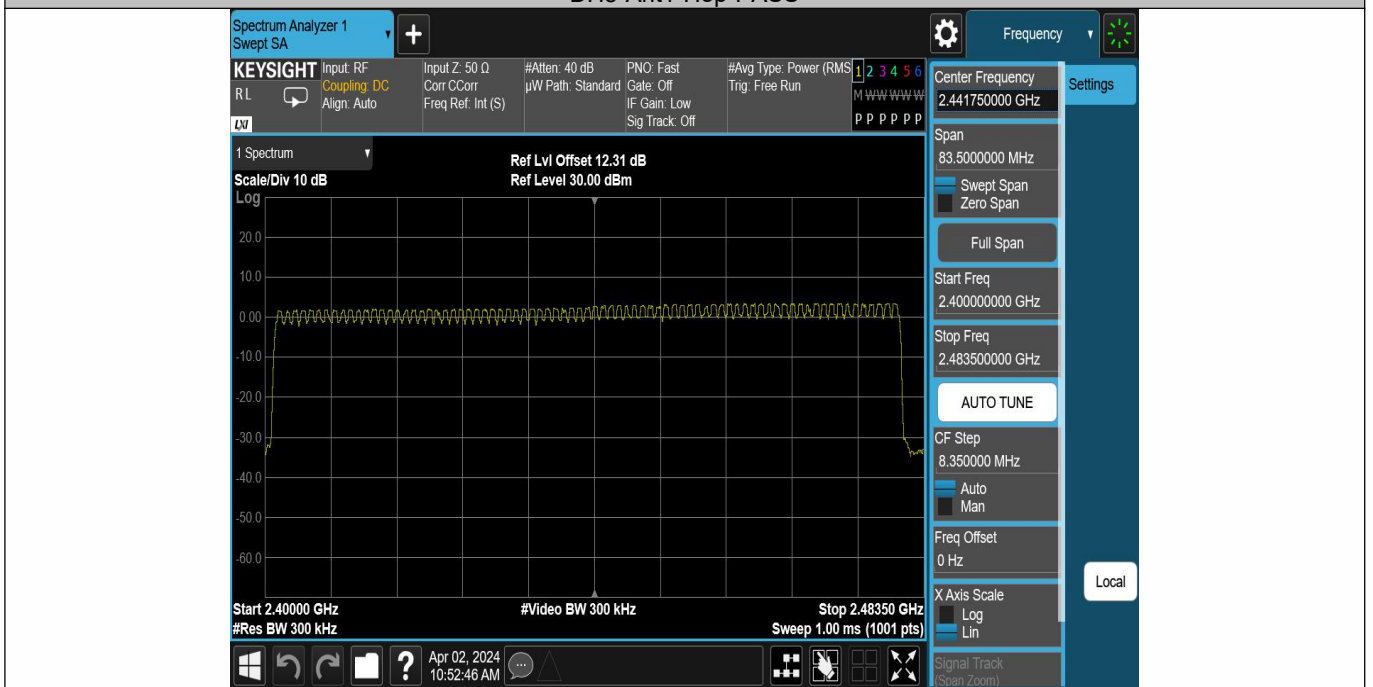 Spectrum Analyzer 1
Swept SA
Frequency
KEYSIGHT
RL
LXI
Input: RF
Coupling: DC
Align: Auto
Input Z: 50 Ω
Corr CCorr
Freq Ref: Int (S)
#Atten: 40 dB
µW Path: Standard
PNO: Fast
Gate: Off
IF Gain: Low
Sig Track: Off
#Avg Type: Power (RMS
Trig: Free Run
1 2 3 4 5 6
M W W W W W
P P P P P P
1 Spectrum
Scale/Div 10 dB
Ref Lvl Offset 12.31 dB
Ref Level 30.00 dBm
Log
20.0
10.0
0.00
-10.0
-20.0
-30.0
-40.0
-50.0
-60.0
Start 2.40000 GHz
#Res BW 300 kHz
#Video BW 300 kHz
Stop 2.48350 GHz
Sweep 1.00 ms (1001 pts)
Apr 02, 2024
10:52:46 AM
Center Frequency
2.441750000 GHz
Settings
Span
83.5000000 MHz
Swept Span
Zero Span
Full Span
Start Freq
2.400000000 GHz
Stop Freq
2.483500000 GHz
AUTO TUNE
CF Step
8.350000 MHz
Auto
Man
Freq Offset
0 Hz
X Axis Scale
Log
Lin
Local
Signal Track
(Span Zoom)